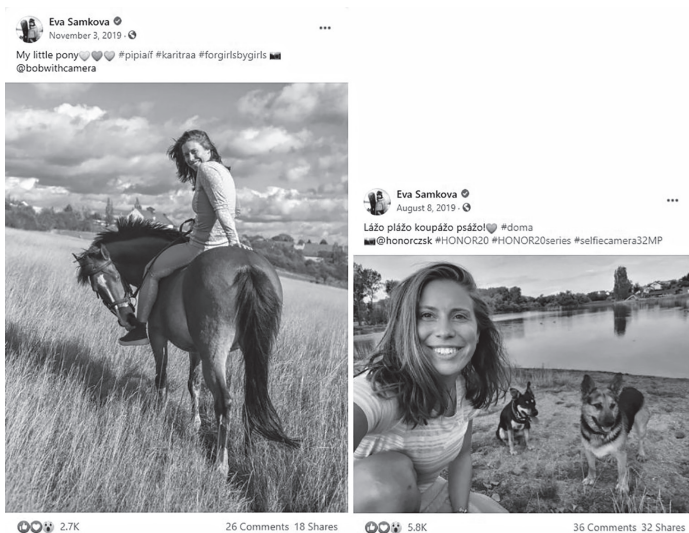 Eva Samkova
November 3, 2019 ·
My little pony🤍🤍🤍 #pipiaíf #karitraa #forgirlsbygirls 📷
@bobwithcamera
2.7K 26 Comments 18 Shares
Eva Samkova
August 8, 2019 ·
Lážo plážo koupážo psážo!🤍 #doma
📷@honorczsk #HONOR20 #HONOR20series #selfiecamera32MP
5.8K 36 Comments 32 Shares